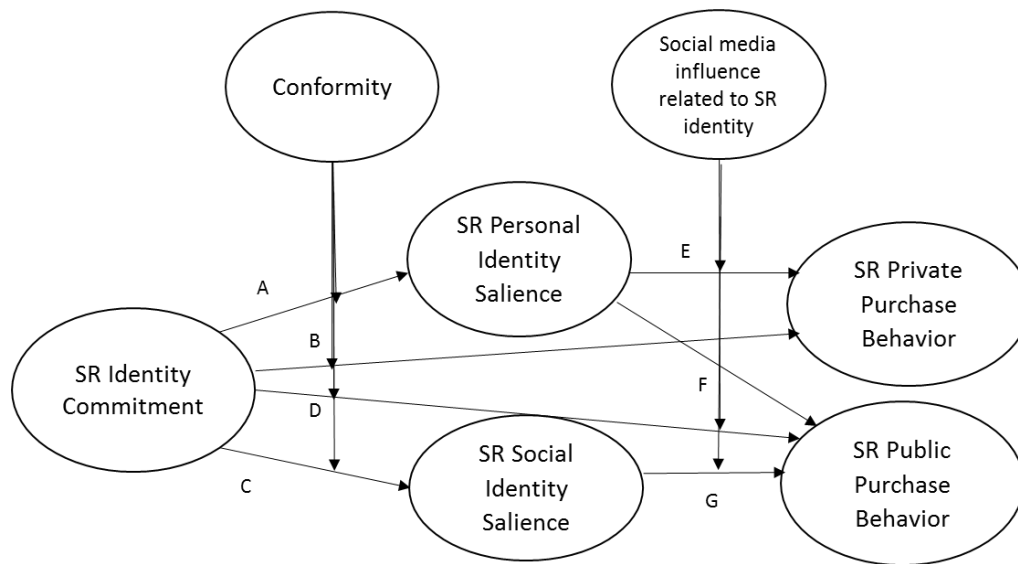 Conformity
Social media
influence
related to SR
identity
SR Personal
Identity
Salience
E
SR Private
Purchase
Behavior
A
B
SR Identity
Commitment
D
F
C
SR Social
Identity
Salience
G
SR Public
Purchase
Behavior